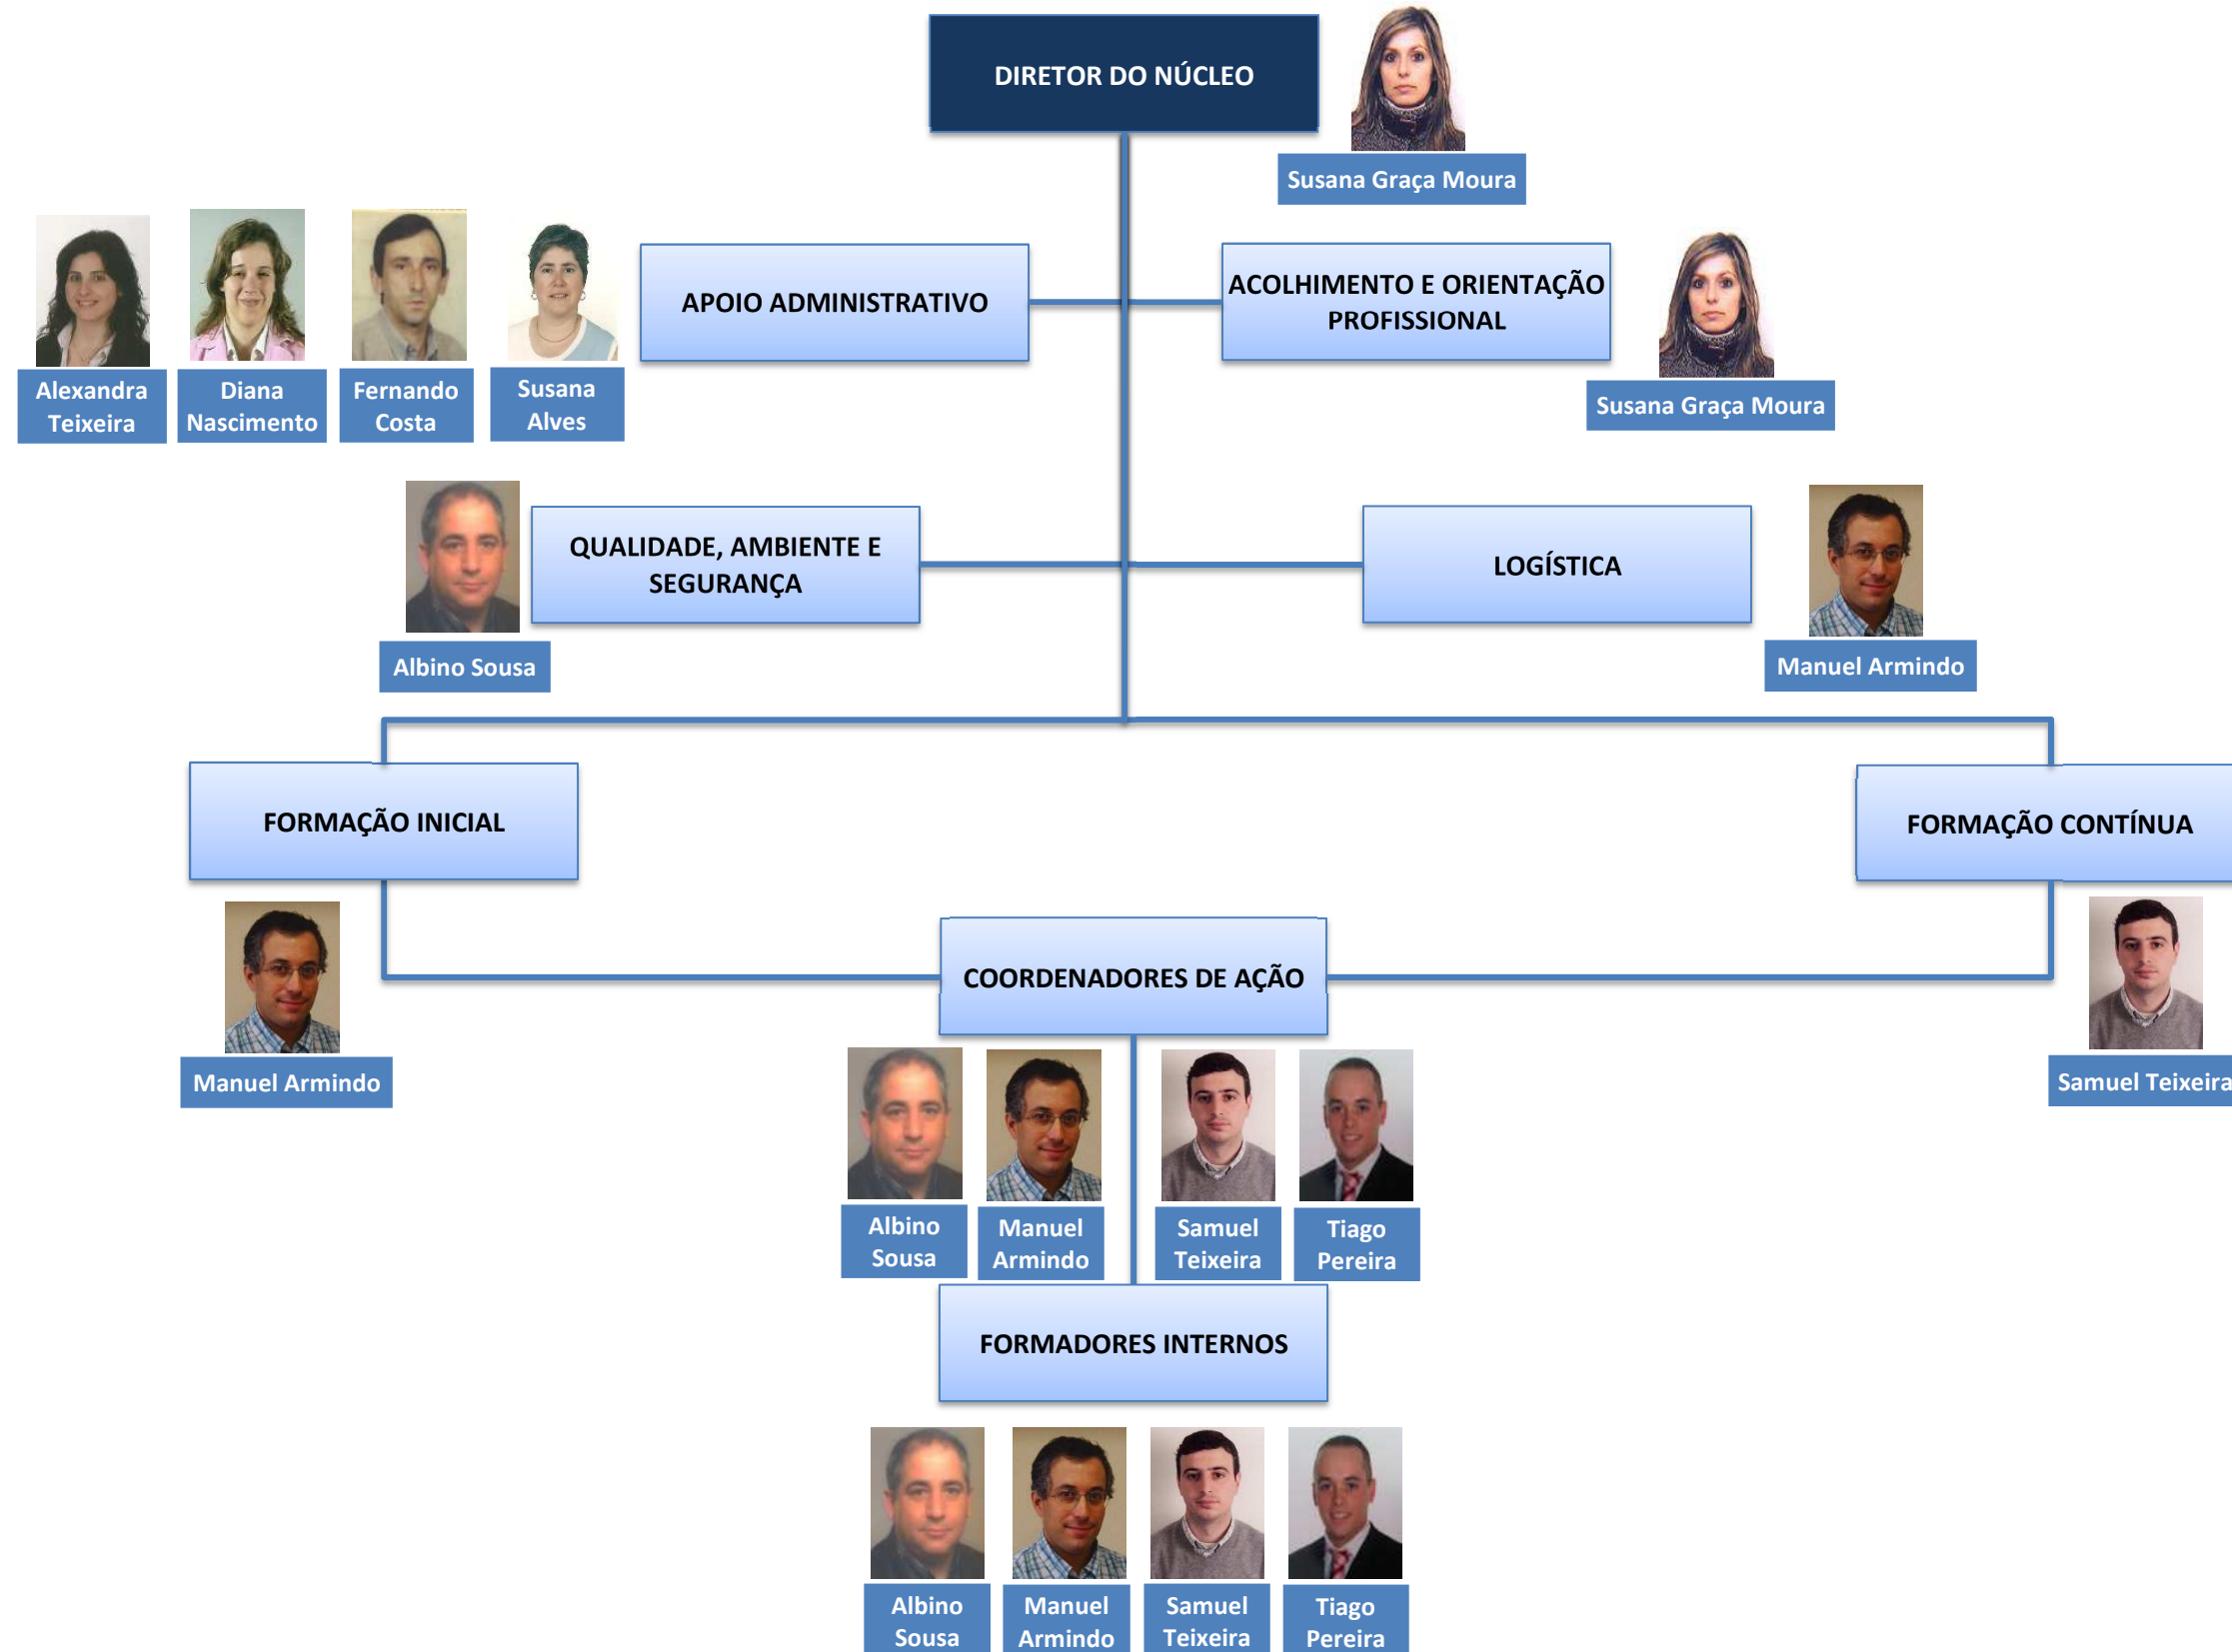 DIRETOR DO NÚCLEO
Susana Graça Moura
APOIO ADMINISTRATIVO
Alexandra
Teixeira
Diana
Nascimento
Fernando
Costa
Susana
Alves
ACOLHIMENTO E ORIENTAÇÃO
PROFISSIONAL
Susana Graça Moura
QUALIDADE, AMBIENTE E
SEGURANÇA
Albino Sousa
LOGÍSTICA
Manuel Armindo
FORMAÇÃO INICIAL
Manuel Armindo
FORMAÇÃO CONTÍNUA
Samuel Teixeira
COORDENADORES DE AÇÃO
Albino
Sousa
Manuel
Armindo
Samuel
Teixeira
Tiago
Pereira
FORMADORES INTERNOS
Albino
Sousa
Manuel
Armindo
Samuel
Teixeira
Tiago
Pereira